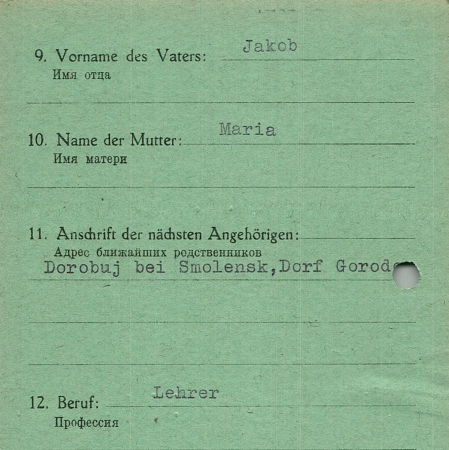 9. Vorname des Vaters: Jakob
Имя отца
10. Name der Mutter: Maria
Имя матери
11. Anschrift der nächsten Angehörigen:
Адрес ближайших родственников
Dorobuj bei Smolensk, Dorf
12. Beruf: Lehrer
Профессия